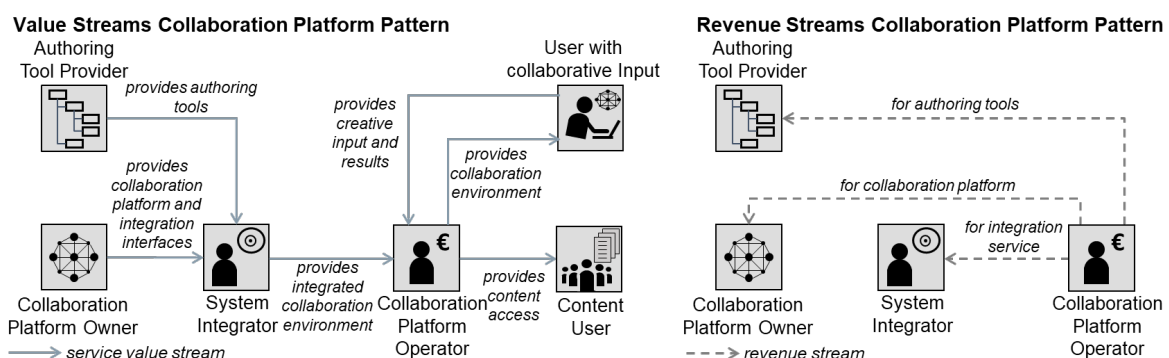 Value Streams Collaboration Platform Pattern
Authoring
Tool Provider
provides authoring
tools
provides
collaboration
platform and
integration
interfaces
Collaboration
Platform Owner
System
Integrator
provides
integrated
collaboration
environment
provides
creative
input and
results
User with
collaborative Input
provides
collaboration
environment
€
Collaboration
Platform
Operator
provides
content
access
Content
User
service value stream
Revenue Streams Collaboration Platform Pattern
Authoring
Tool Provider
for authoring tools
for collaboration platform
for integration
service
€
Collaboration
Platform Owner
System
Integrator
Collaboration
Platform
Operator
revenue stream